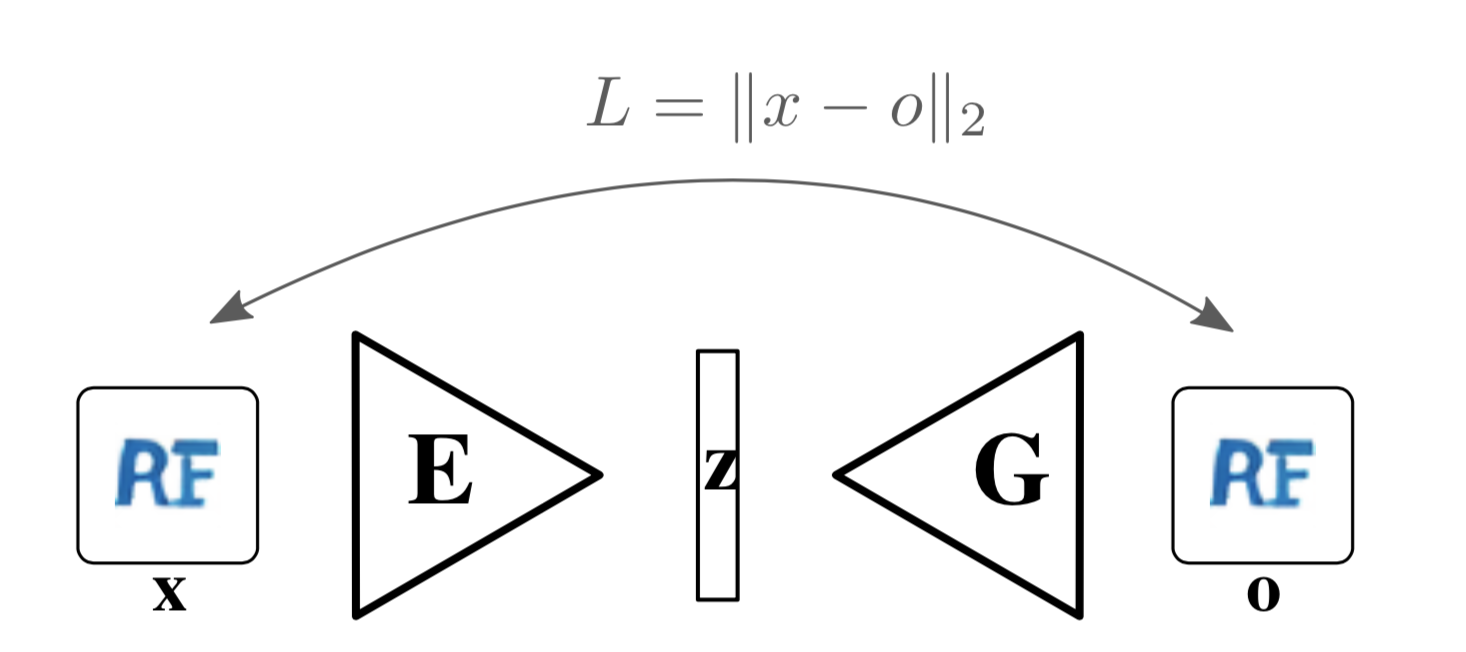 L = ||x − o||₂
RF E z G RF
x o